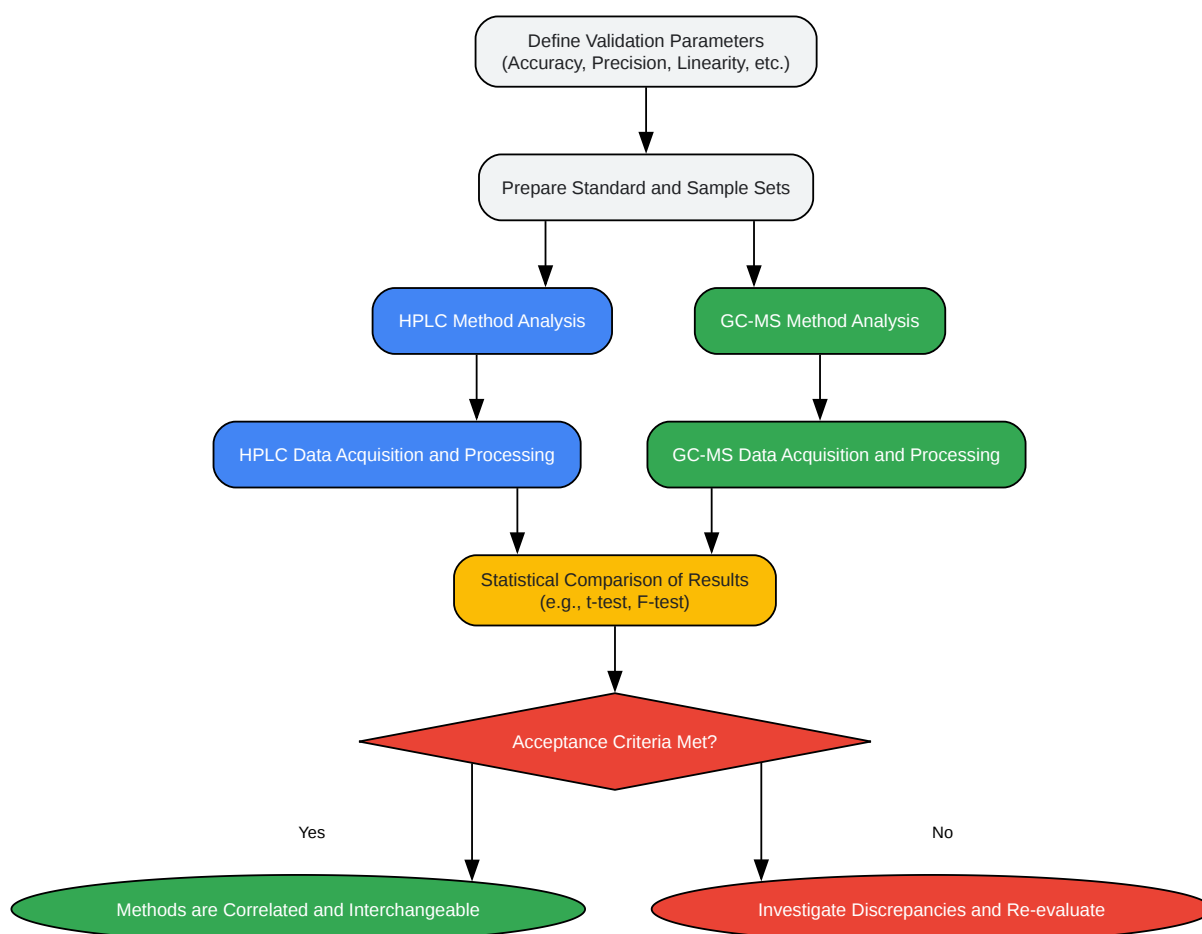 Define Validation Parameters
(Accuracy, Precision, Linearity, etc.)
Prepare Standard and Sample Sets
HPLC Method Analysis
GC-MS Method Analysis
HPLC Data Acquisition and Processing
GC-MS Data Acquisition and Processing
Statistical Comparison of Results
(e.g., t-test, F-test)
Acceptance Criteria Met?
Yes
No
Methods are Correlated and Interchangeable
Investigate Discrepancies and Re-evaluate